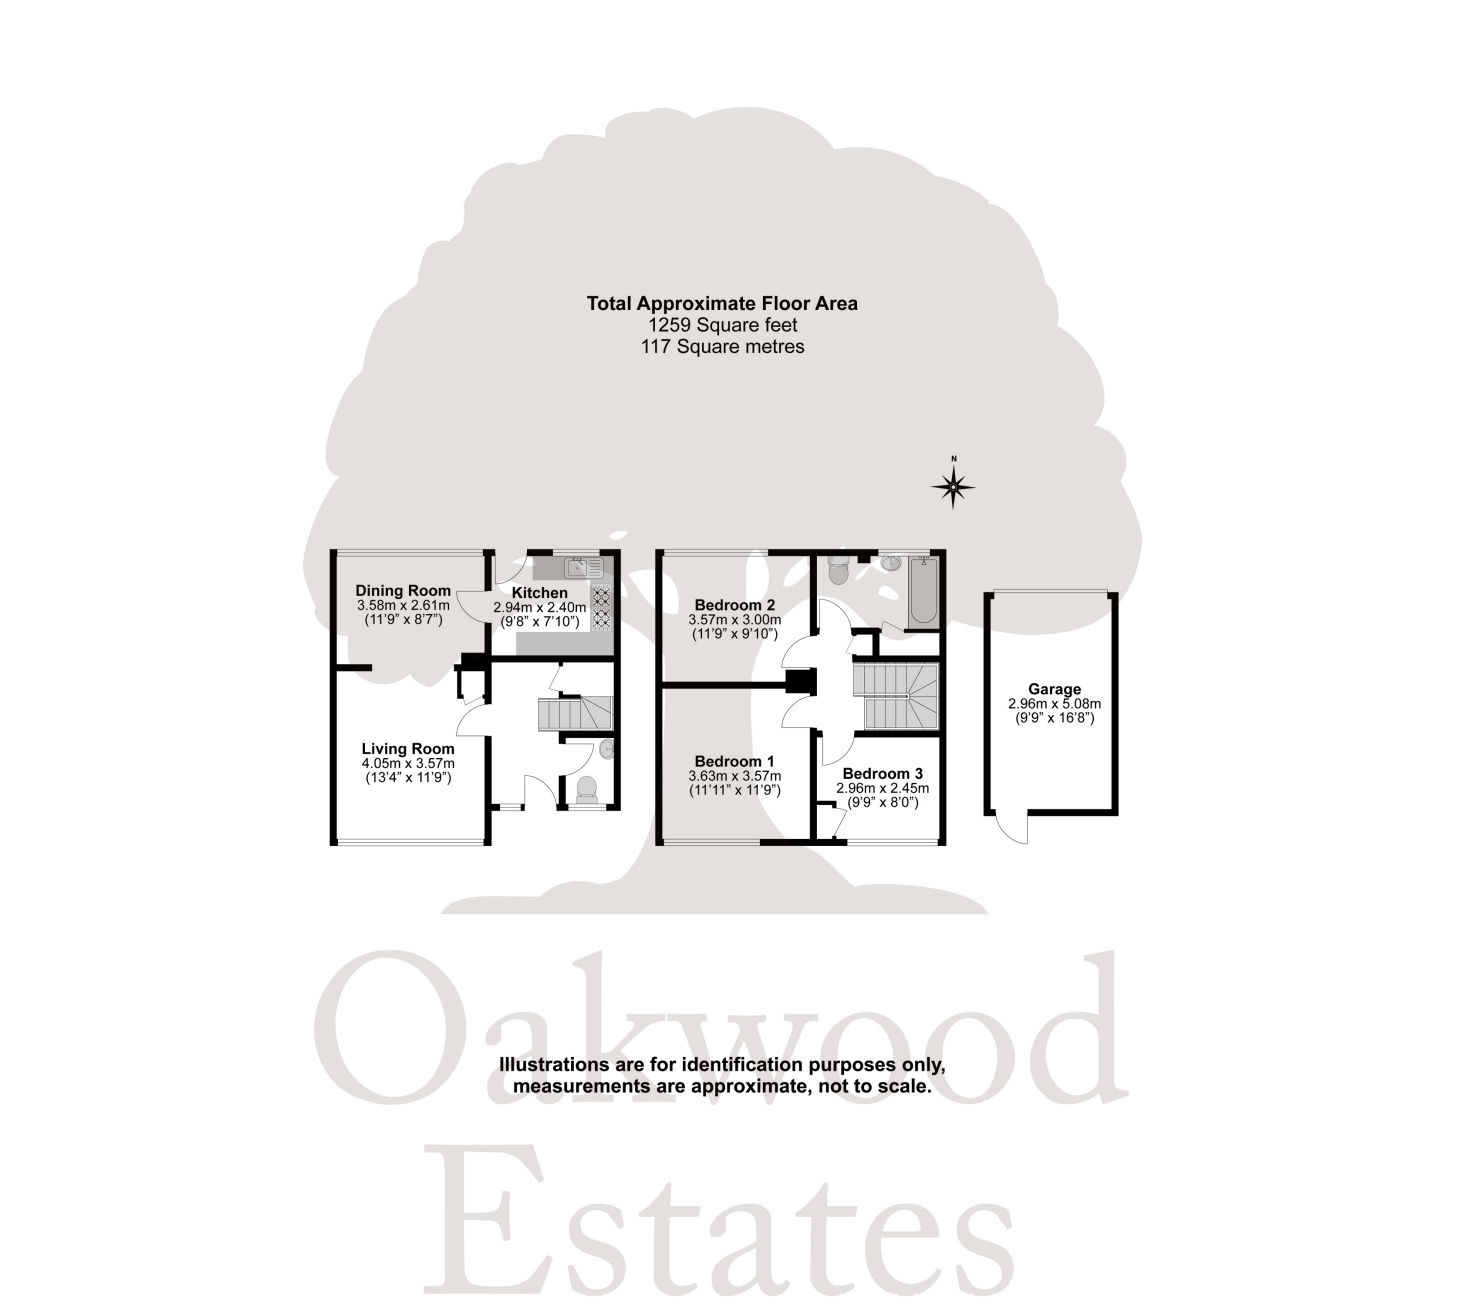 Total Approximate Floor Area
1259 Square feet
117 Square metres
N
Dining Room
3.58m x 2.61m
(11'9" x 8'7")
Kitchen
2.94m x 2.40m
(9'8" x 7'10")
Living Room
4.05m x 3.57m
(13'4" x 11'9")
Bedroom 2
3.57m x 3.00m
(11'9" x 9'10")
Bedroom 1
3.63m x 3.57m
(11'11" x 11'9")
Bedroom 3
2.96m x 2.45m
(9'9" x 8'0")
Garage
2.96m x 5.08m
(9'9" x 16'8")
Oakwood
Illustrations are for identification purposes only,
measurements are approximate, not to scale.
Estates